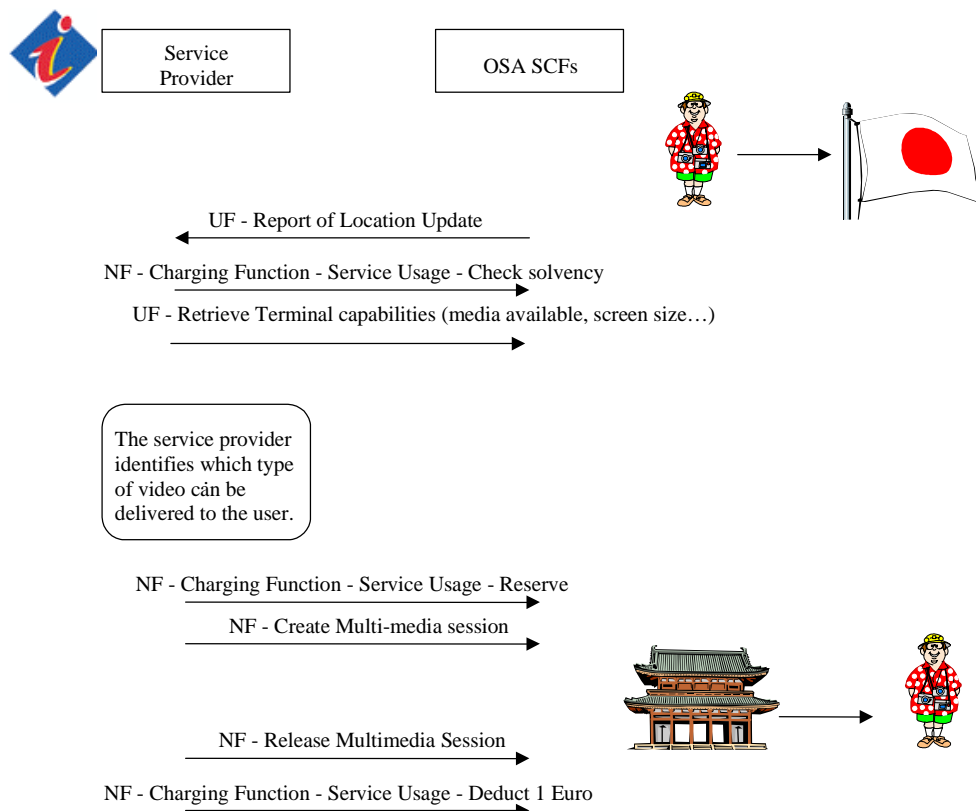 Service
Provider
OSA SCFs
UF - Report of Location Update
NF - Charging Function - Service Usage - Check solvency
UF - Retrieve Terminal capabilities (media available, screen size…)
The service provider
identifies which type
of video can be
delivered to the user.
NF - Charging Function - Service Usage - Reserve
NF - Create Multi-media session
NF - Release Multimedia Session
NF - Charging Function - Service Usage - Deduct 1 Euro